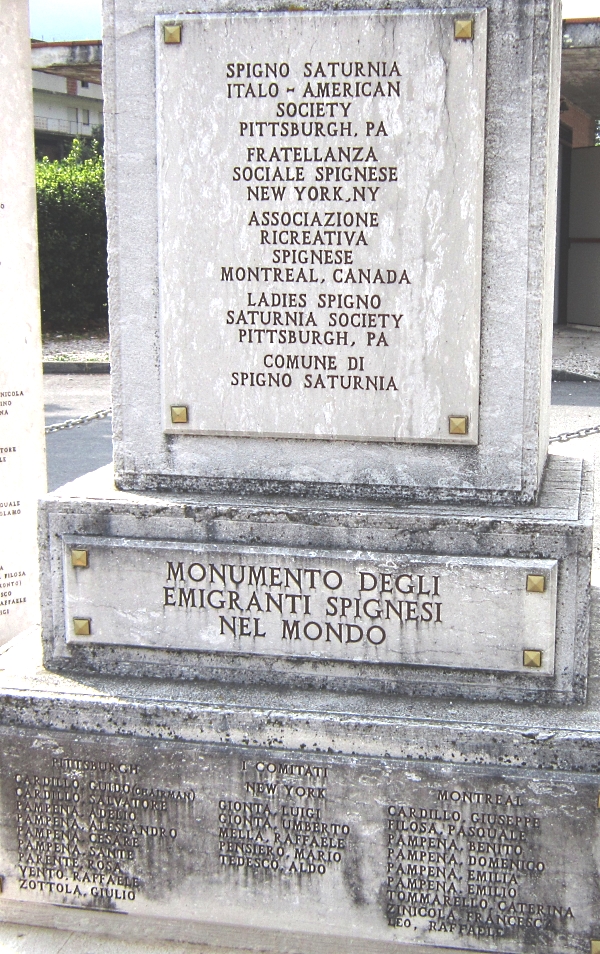 SPIGNO SATURNIA
ITALO - AMERICAN
SOCIETY
PITTSBURGH, PA
FRATELLANZA
SOCIALE SPIGNESE
NEW YORK, NY
ASSOCIAZIONE
RICREATIVA
SPIGNESE
MONTREAL, CANADA
LADIES SPIGNO
SATURNIA SOCIETY
PITTSBURGH, PA
COMUNE DI
SPIGNO SATURNIA
MONUMENTO DEGLI
EMIGRANTI SPIGNESI
NEL MONDO
I COMITATI
PITTSBURGH
CARDILLO, GUIDO (CHAIRMAN)
CARDILLO, SALVATORE
PAMPENA, ADELIO
PAMPENA, ALESSANDRO
PAMPENA, CESARE
PAMPENA, SANTE
PARENTE, ROSA
VENTO, RAFFAELE
ZOTTOLA, GIULIO
NEW YORK
GIONTA, LUIGI
GIONTA, UMBERTO
MELLA, RAFFAELE
PENSIERO, MARIO
TEDESCO, ALDO
MONTREAL
CARDILLO, GIUSEPPE
FILOSA, PASQUALE
PAMPENA, BENITO
PAMPENA, DOMENICO
PAMPENA, EMILIA
PAMPENA, EMILIO
TOMMARELLO, CATERINA
ZINICOLA, FRANCESCA
LEO, RAFFAELE